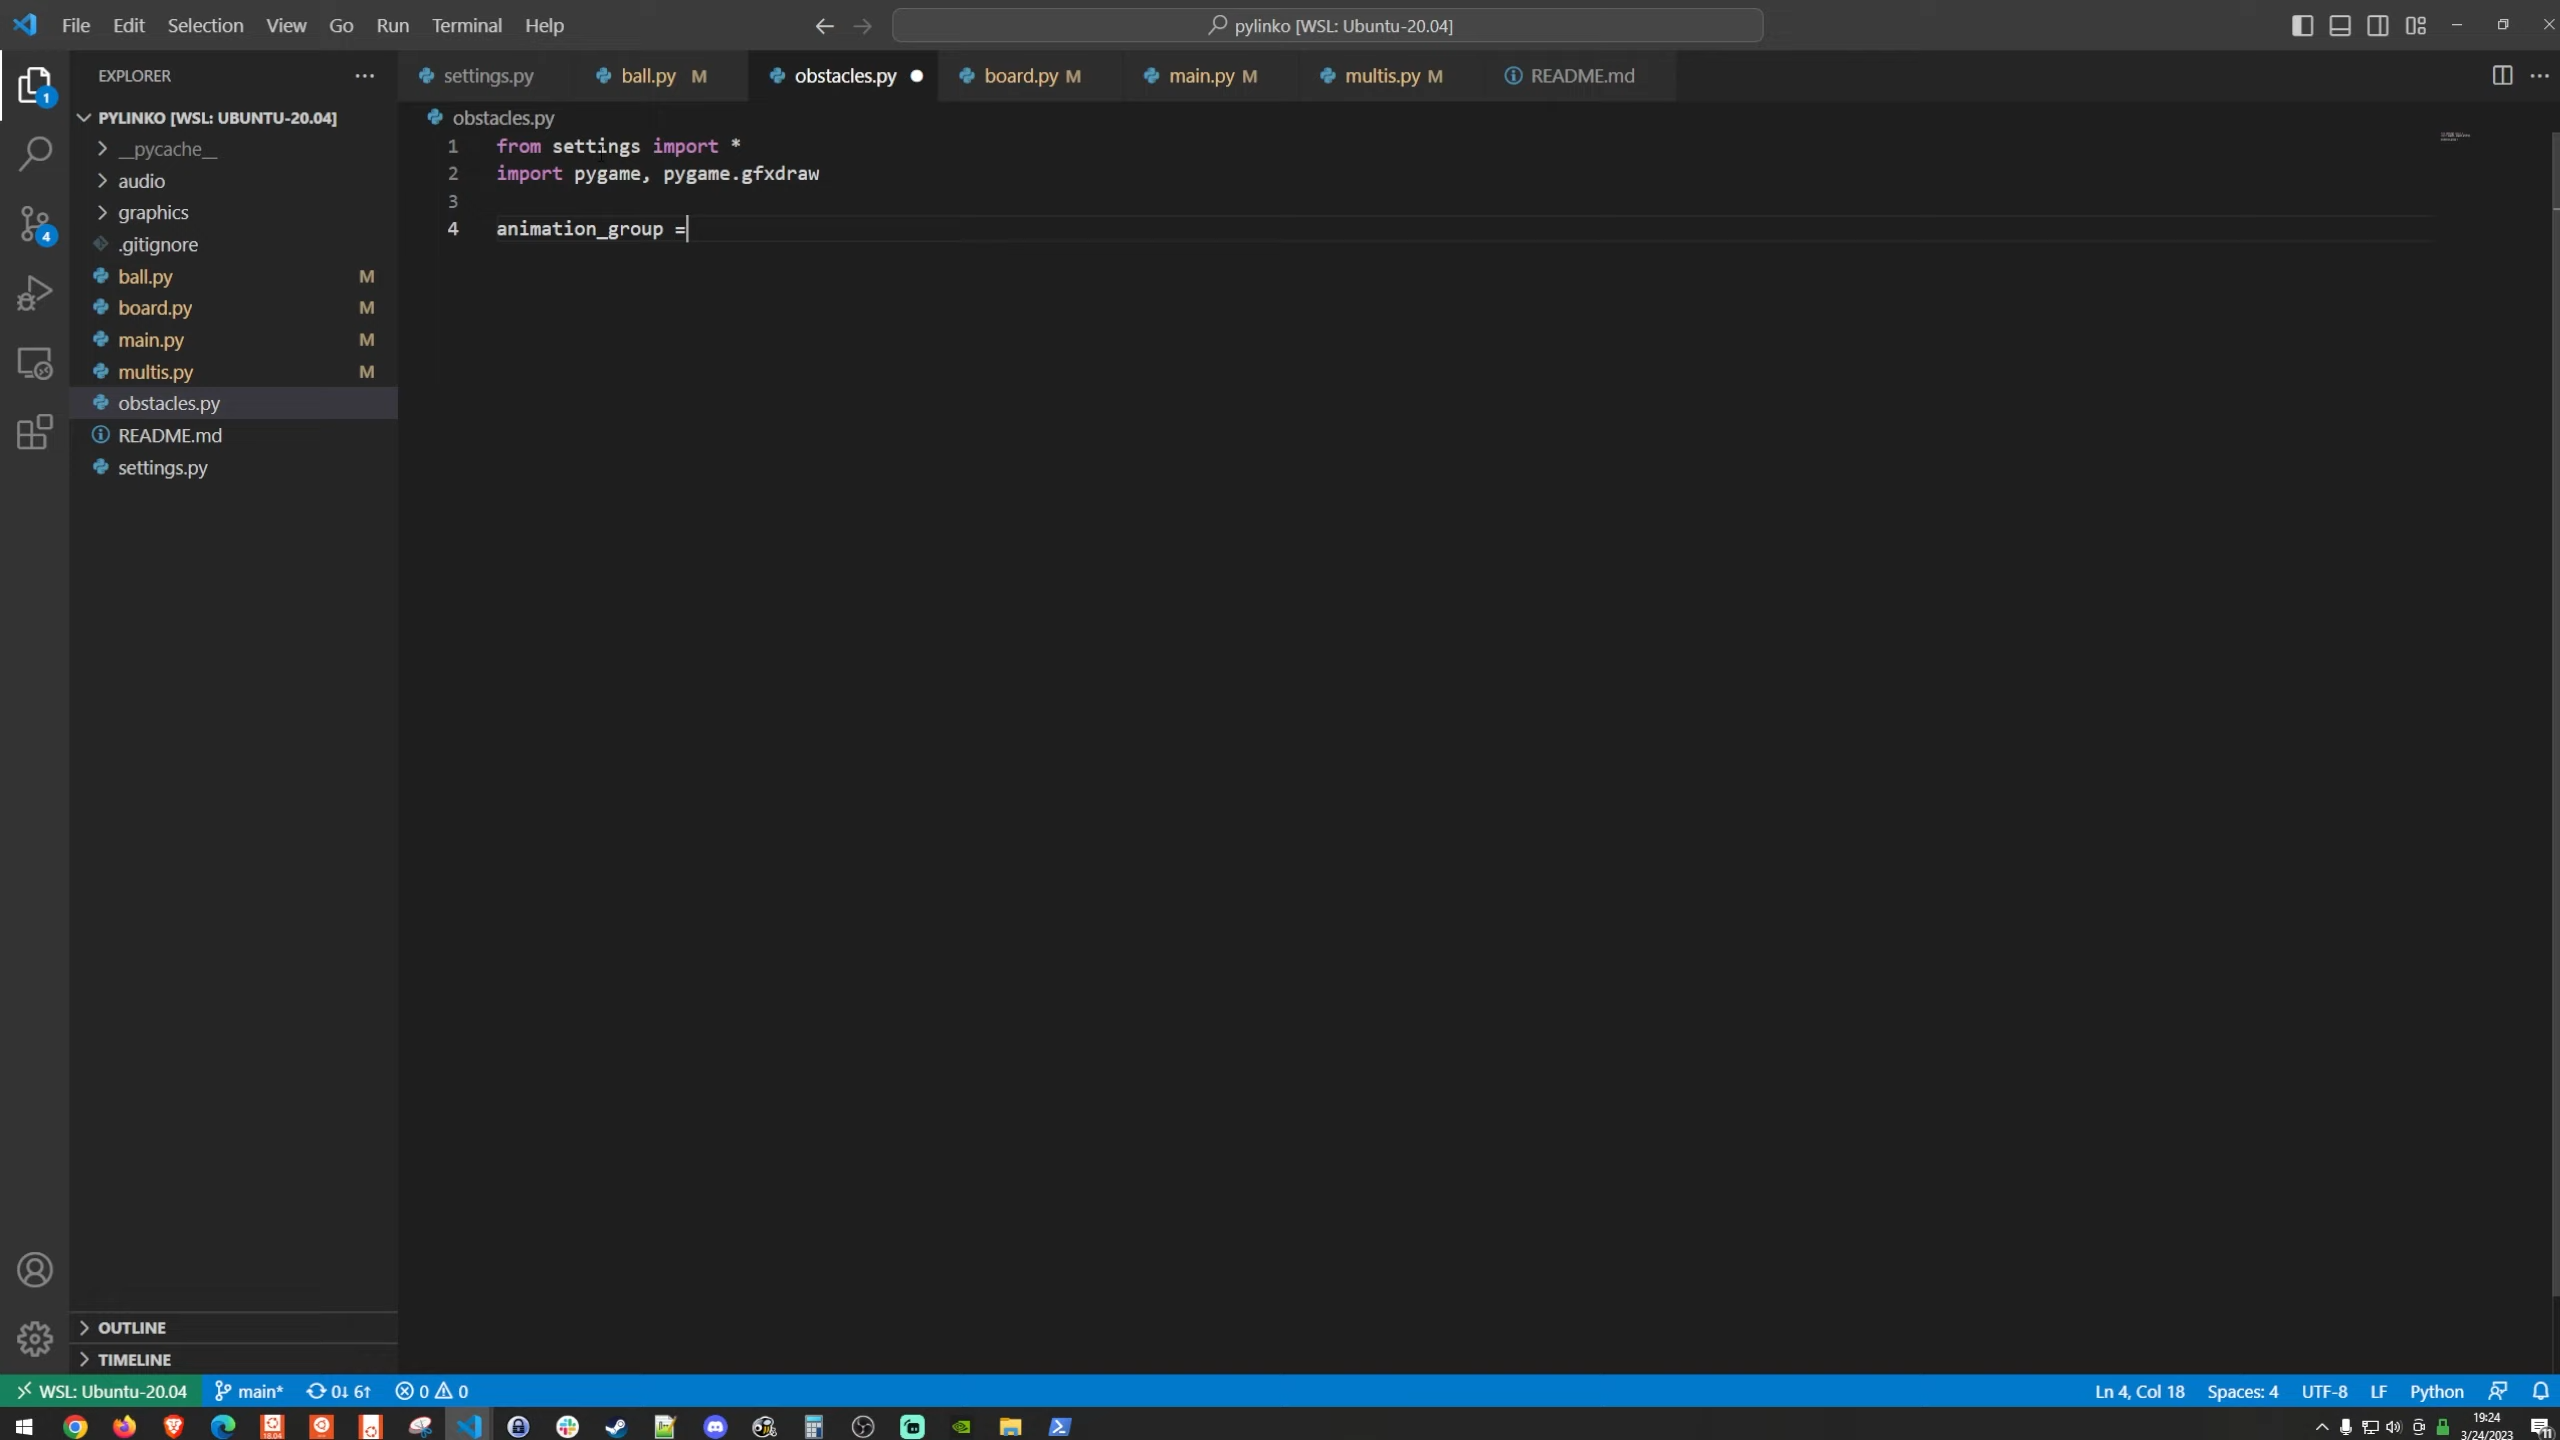 File Edit Selection View Go Run Terminal Help
pylinko [WSL: Ubuntu-20.04]
EXPLORER
settings.py
ball.py M
obstacles.py
board.py M
main.py M
multis.py M
README.md
PYLINKO [WSL: UBUNTU-20.04]
__pycache__
audio
graphics
.gitignore
ball.py M
board.py M
main.py M
multis.py M
obstacles.py
README.md
settings.py
1
4
obstacles.py
1 from settings import *
2 import pygame, pygame.gfxdraw
3
4 animation_group =
OUTLINE
TIMELINE
WSL: Ubuntu-20.04 main* 0↓ 6↑ 0 0
Ln 4, Col 18 Spaces: 4 UTF-8 LF Python
18.04
19:24
3/24/2023